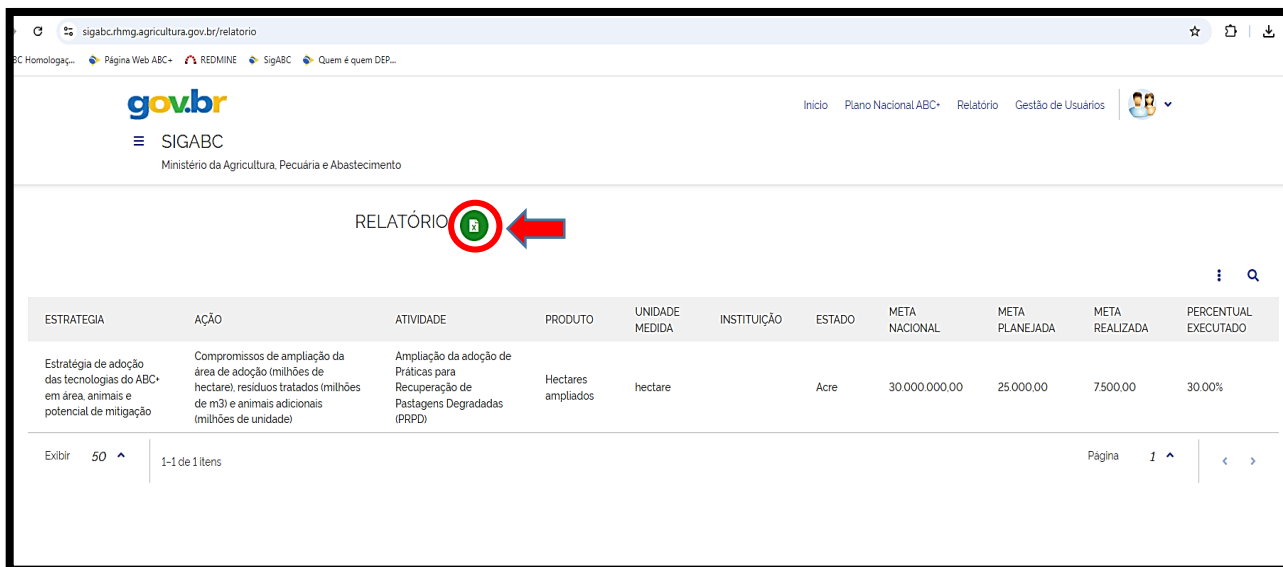 sigabc.rhmg.agricultura.gov.br/relatorio
BC Homologaç... Página Web ABC+ REDMINE SigABC Quem é quem DEP...
gov.br
Início Plano Nacional ABC+ Relatório Gestão de Usuários
SIGABC
Ministério da Agricultura, Pecuária e Abastecimento
RELATÓRIO
ESTRATEGIA AÇÃO ATIVIDADE PRODUTO UNIDADE MEDIDA INSTITUIÇÃO ESTADO META NACIONAL META PLANEJADA META REALIZADA PERCENTUAL EXECUTADO
Estratégia de adoção
das tecnologias do ABC+
em área, animais e
potencial de mitigação
Compromissos de ampliação da
área de adoção (milhões de
hectare), resíduos tratados (milhões
de m3) e animais adicionais
(milhões de unidade)
Ampliação da adoção de
Práticas para
Recuperação de
Pastagens Degradadas
(PRPD)
Hectares
ampliados
hectare
Acre
30.000.000,00
25.000,00
7.500,00
30.00%
Exibir 50
1-1 de 1 itens
Página 1